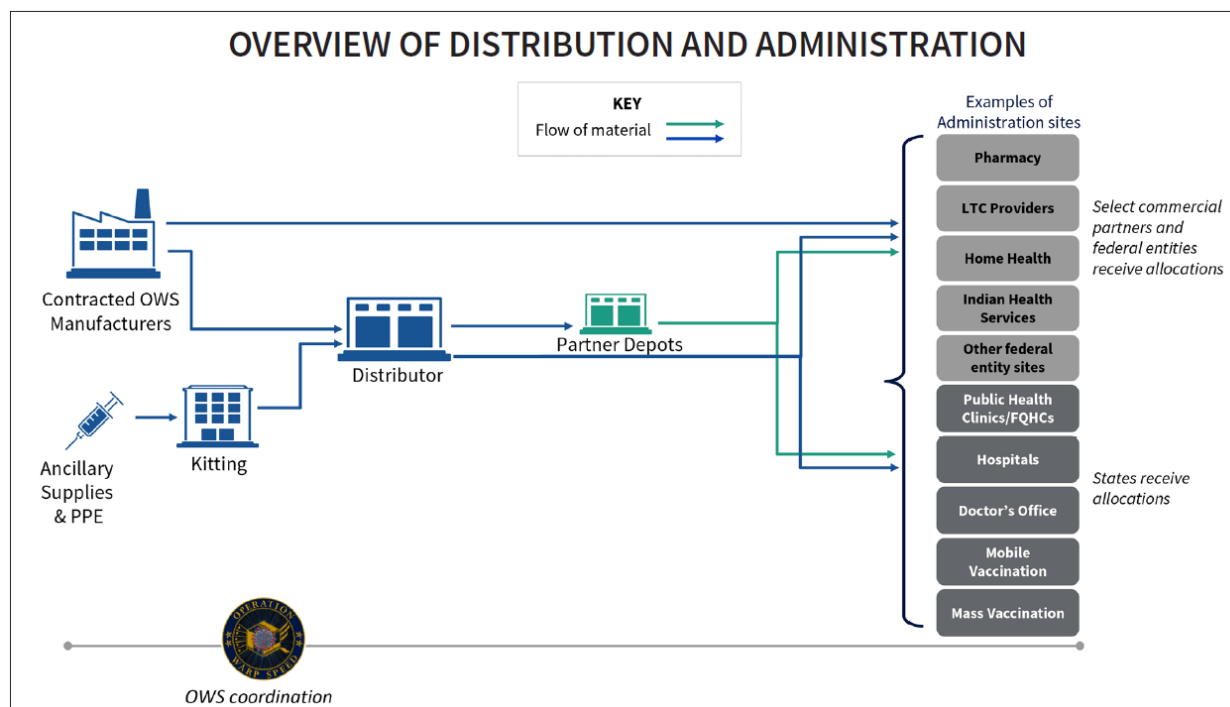 OVERVIEW OF DISTRIBUTION AND ADMINISTRATION
KEY
Flow of material
Examples of
Administration sites
Pharmacy
LTC Providers
Home Health
Indian Health
Services
Other federal
entity sites
Select commercial
partners and
federal entities
receive allocations
Public Health
Clinics/FQHCs
Hospitals
Doctor's Office
Mobile
Vaccination
Mass Vaccination
States receive
allocations
Contracted OWS
Manufacturers
Distributor
Partner Depots
Ancillary
Supplies
& PPE
Kitting
OPERATION
WARP SPEED
OWS coordination